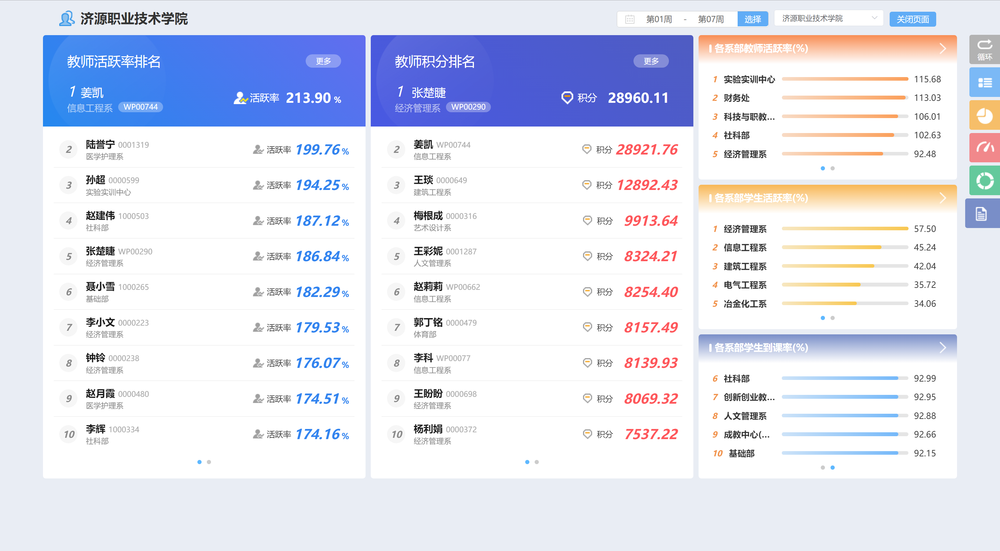 济源职业技术学院
第01周 - 第07周 选择
济源职业技术学院
关闭页面
教师活跃率排名 更多
1 姜凯
信息工程系 WP00744
活跃率 213.90 %
2 陆誉宁 0001319
医学护理系
活跃率 199.76 %
3 孙超 0000599
实验实训中心
活跃率 194.25 %
4 赵建伟 1000503
社科部
活跃率 187.12 %
5 张楚睫 WP00290
经济管理系
活跃率 186.84 %
6 聂小雪 1000265
基础部
活跃率 182.29 %
7 李小文 0000223
经济管理系
活跃率 179.53 %
8 钟铃 0000238
经济管理系
活跃率 176.07 %
9 赵月霞 0000480
医学护理系
活跃率 174.51 %
10 李辉 1000334
社科部
活跃率 174.16 %
教师积分排名 更多
1 张楚睫
经济管理系 WP00290
积分 28960.11
2 姜凯 WP00744
信息工程系
积分 28921.76
3 王琰 0000649
建筑工程系
积分 12892.43
4 梅根成 0000316
艺术设计系
积分 9913.64
5 王彩妮 0001287
人文管理系
积分 8324.21
6 赵莉莉 WP00662
信息工程系
积分 8254.40
7 郭丁铭 0000479
体育部
积分 8157.49
8 李科 WP00077
信息工程系
积分 8139.93
9 王盼盼 0000698
经济管理系
积分 8069.32
10 杨利娟 0000372
经济管理系
积分 7537.22
各系部教师活跃率(%)
1 实验实训中心 115.68
2 财务处 113.03
3 科技与职教... 106.01
4 社科部 102.63
5 经济管理系 92.48
各系部学生活跃率(%)
1 经济管理系 57.50
2 信息工程系 45.24
3 建筑工程系 42.04
4 电气工程系 35.72
5 冶金化工系 34.06
各系部学生到课率(%)
6 社科部 92.99
7 创新创业教... 92.95
8 人文管理系 92.88
9 成教中心(... 92.66
10 基础部 92.15
循环